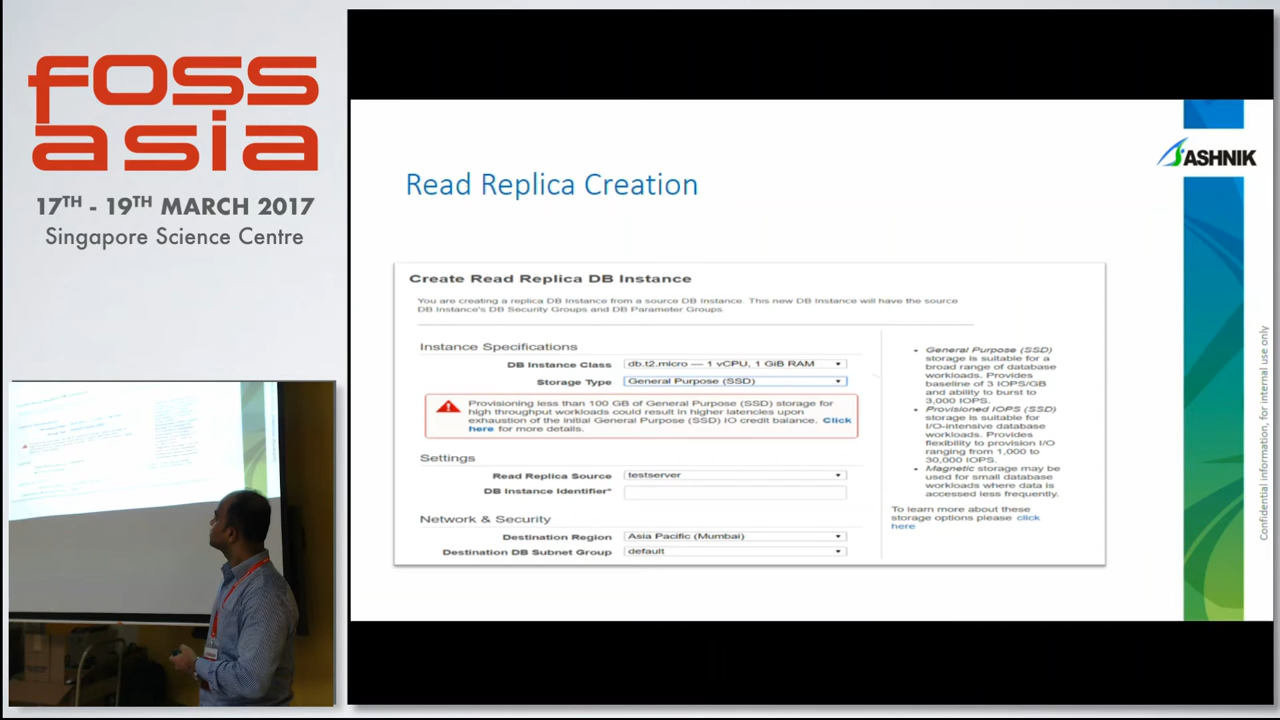 foss
asia
17TH - 19TH MARCH 2017
Singapore Science Centre
ASHNIK
Read Replica Creation
Create Read Replica DB Instance
You are creating a replica DB Instance from a source DB Instance. This new DB Instance will have the source
DB Instance's DB Security Groups and DB Parameter Groups.
Instance Specifications
DB Instance Class db.t2.micro — 1 vCPU, 1 GiB RAM
Storage Type General Purpose (SSD)
Provisioning less than 100 GB of General Purpose (SSD) storage for
high throughput workloads could result in higher latencies upon
exhaustion of the initial General Purpose (SSD) IO credit balance. Click
here for more details.
Settings
Read Replica Source testserver
DB Instance Identifier*
Network & Security
Destination Region Asia Pacific (Mumbai)
Destination DB Subnet Group default
• General Purpose (SSD)
storage is suitable for a
broad range of database
workloads. Provides
baseline of 3 IOPS/GB
and ability to burst to
3,000 IOPS.
• Provisioned IOPS (SSD)
storage is suitable for
I/O-intensive database
workloads. Provides
flexibility to provision I/O
ranging from 1,000 to
30,000 IOPS.
• Magnetic storage may be
used for small database
workloads where data is
accessed less frequently.
To learn more about these
storage options please click
here
Confidential information, for internal use only